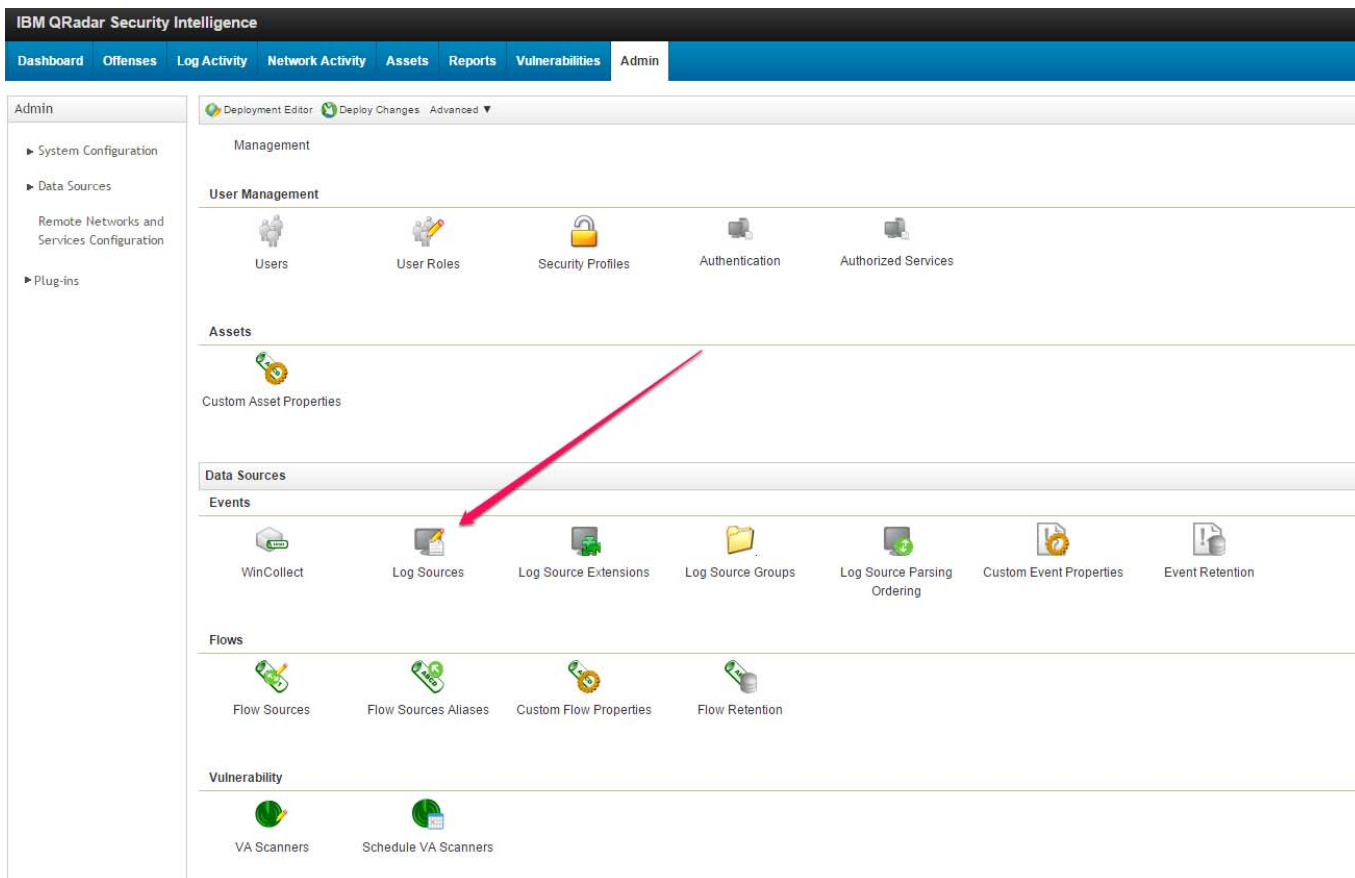 IBM QRadar Security Intelligence
Dashboard Offenses Log Activity Network Activity Assets Reports Vulnerabilities Admin
Admin
System Configuration
Data Sources
Remote Networks and
Services Configuration
Plug-ins
Deployment Editor Deploy Changes Advanced ▼
Management
User Management
Users User Roles Security Profiles Authentication Authorized Services
Assets
Custom Asset Properties
Data Sources
Events
WinCollect Log Sources Log Source Extensions Log Source Groups Log Source Parsing Custom Event Properties Event Retention
Ordering
Flows
Flow Sources Flow Sources Aliases Custom Flow Properties Flow Retention
Vulnerability
VA Scanners Schedule VA Scanners